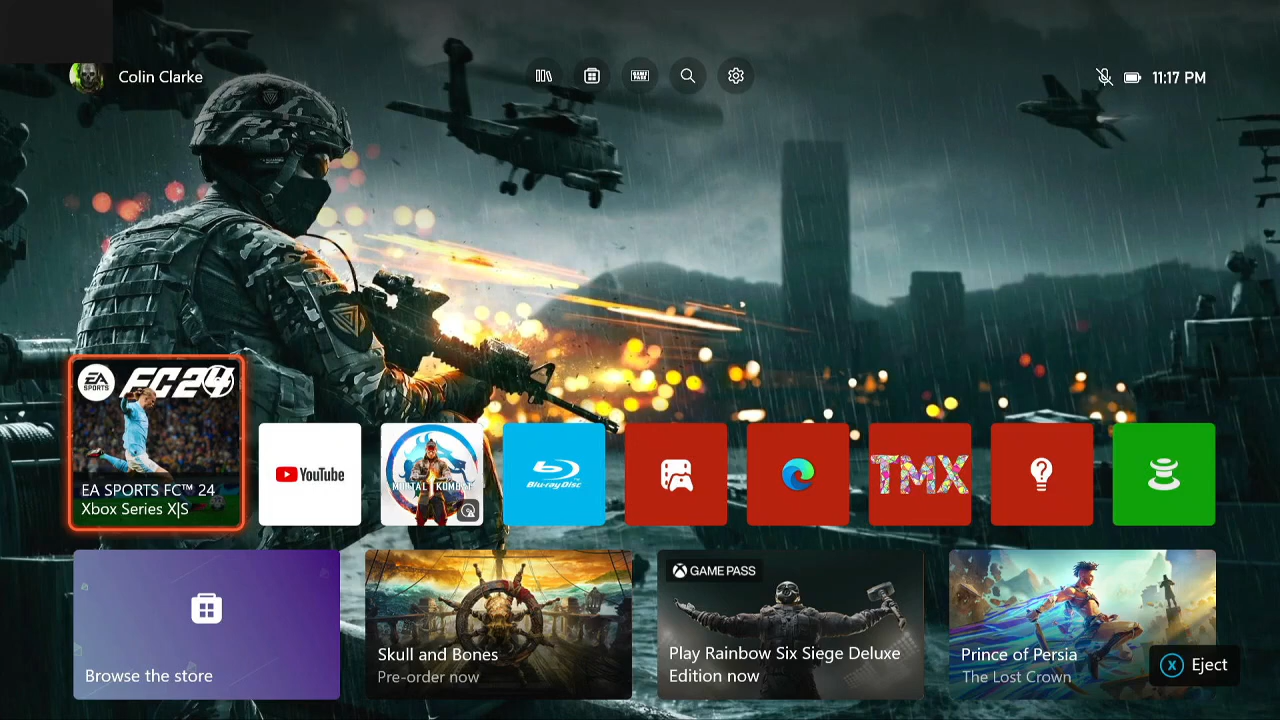 Colin Clarke
GAME PASS
11:17 PM
EA SPORTS
FC24
EA SPORTS FC™ 24
Xbox Series X|S
YouTube
MORTAL KOMBAT
Blu-ray Disc
TMX
Browse the store
Skull and Bones
Pre-order now
GAME PASS
Play Rainbow Six Siege Deluxe
Edition now
Prince of Persia
The Lost Crown
X Eject